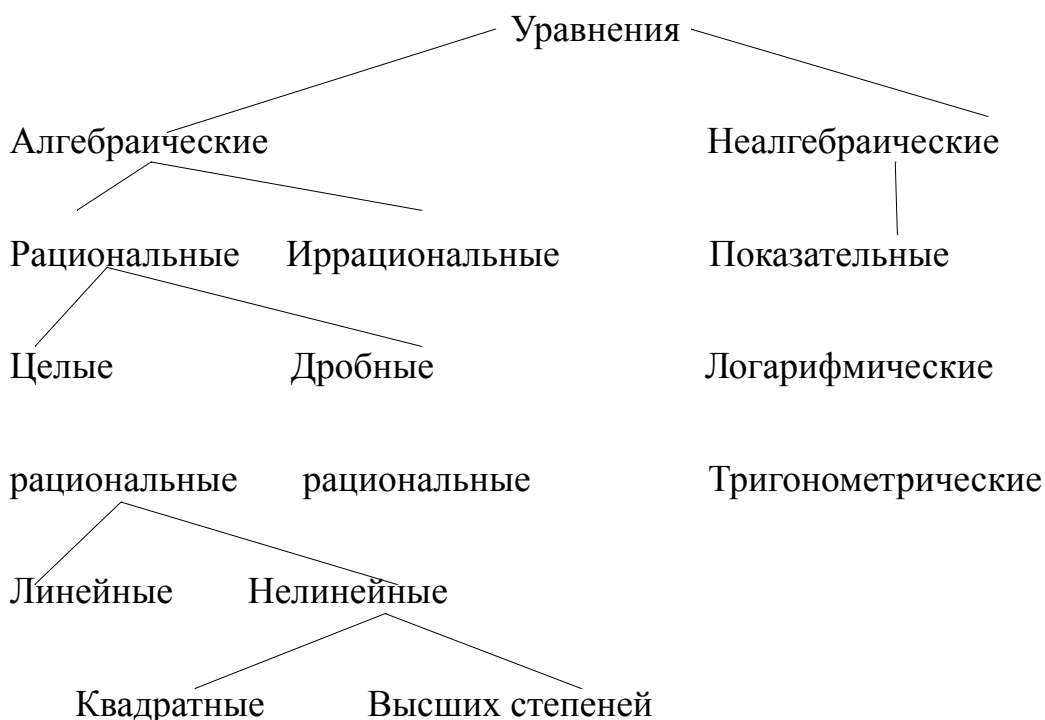 Уравнения
Алгебраические Неалгебраические
Рациональные Иррациональные Показательные
Целые Дробные Логарифмические
рациональные рациональные Тригонометрические
Линейные Нелинейные
Квадратные Высших степеней